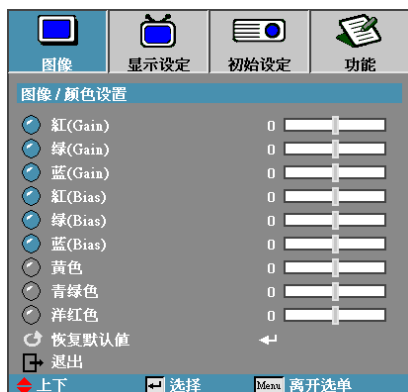 图像 显示设定 初始设定 功能
图像 / 颜色设置
紅(Gain) 0
绿(Gain) 0
蓝(Gain) 0
紅(Bias) 0
绿(Bias) 0
蓝(Bias) 0
黄色 0
青绿色 0
洋红色 0
恢复默认值
退出
上下 选择 Menu 离开选单